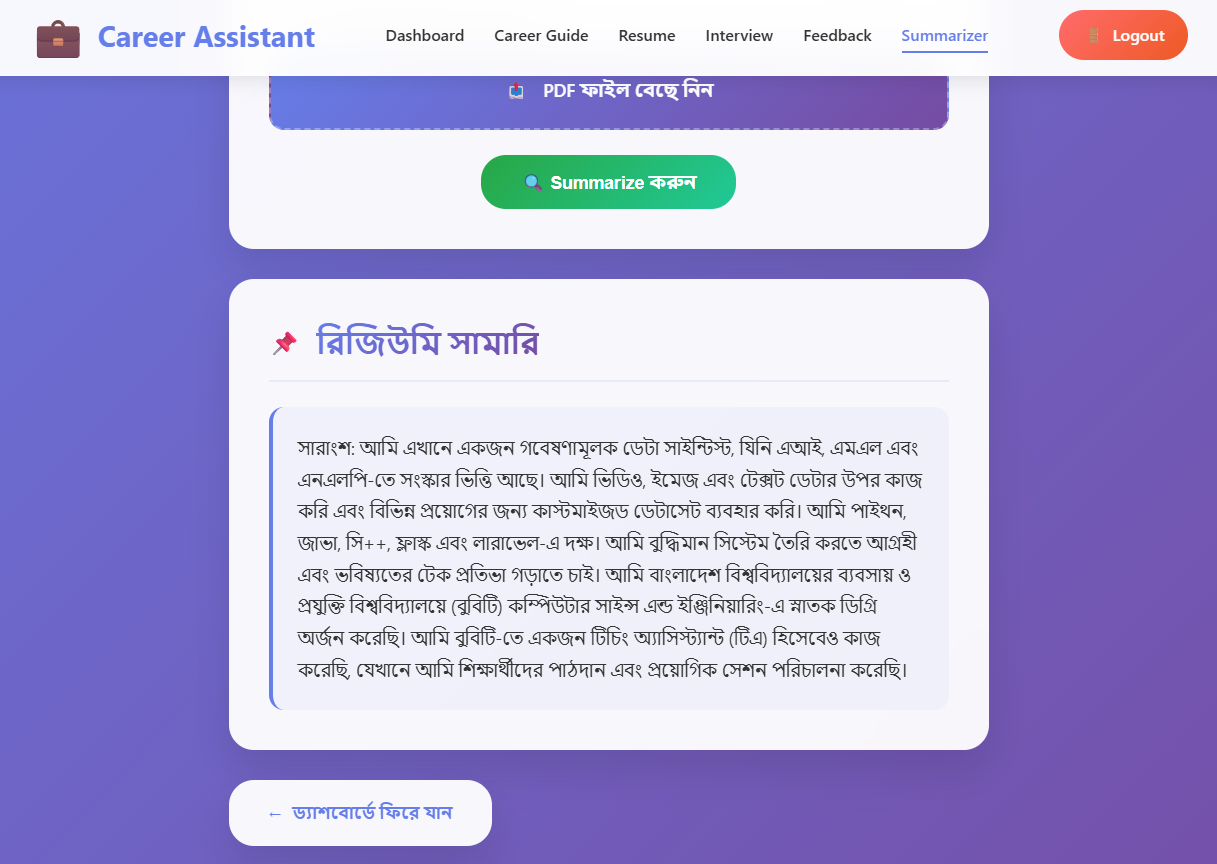 Career Assistant
Dashboard
Career Guide
Resume
Interview
Feedback
Summarizer
Logout
PDF ফাইল বেছে নিন
Summarize করুন
রিজিউমি সামারি
সারাংশ: আমি এখানে একজন গবেষণামূলক ডেটা সাইন্টিস্ট, যিনি এআই, এমএল এবং
এনএলপি-তে সংস্কার ভিত্তি আছে। আমি ভিডিও, ইমেজ এবং টেক্সট ডেটার উপর কাজ
করি এবং বিভিন্ন প্রয়োগের জন্য কাস্টমাইজড ডেটাসেট ব্যবহার করি। আমি পাইথন,
জাভা, সি++, ফ্লাস্ক এবং লারাভেল-এ দক্ষ। আমি বুদ্ধিমান সিস্টেম তৈরি করতে আগ্রহী
এবং ভবিষ্যতের টেক প্রতিভা গড়াতে চাই। আমি বাংলাদেশ বিশ্ববিদ্যালয়ের ব্যবসায় ও
প্রযুক্তি বিশ্ববিদ্যালয়ে (বুবিটি) কম্পিউটার সাইন্স এন্ড ইঞ্জিনিয়ারিং-এ স্নাতক ডিগ্রি
অর্জন করেছি। আমি বুবিটি-তে একজন টিচিং অ্যাসিস্ট্যান্ট (টিএ) হিসেবেও কাজ
করেছি, যেখানে আমি শিক্ষার্থীদের পাঠদান এবং প্রয়োগিক সেশন পরিচালনা করেছি।
← ড্যাশবোর্ডে ফিরে যান